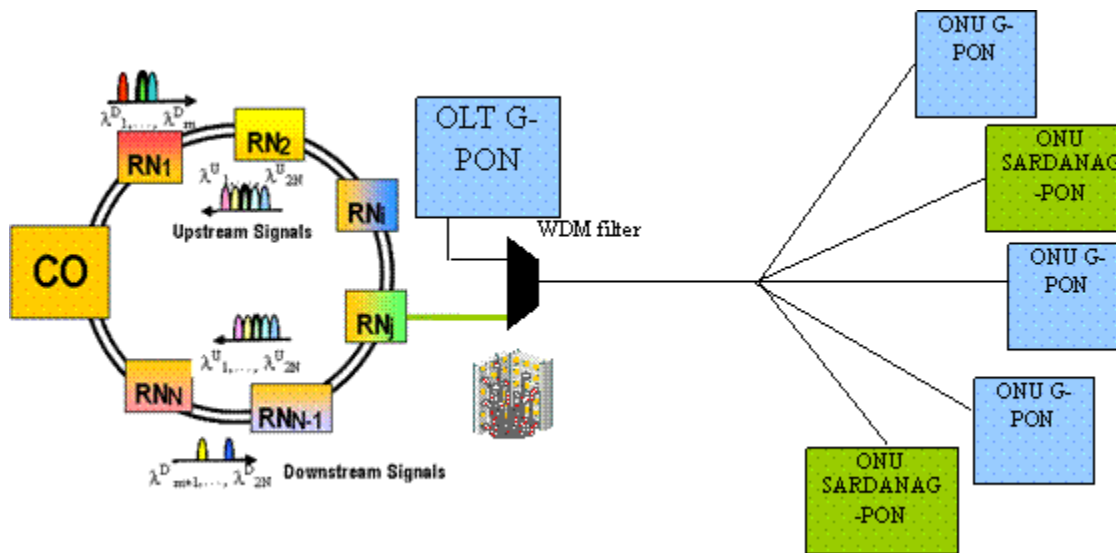 λD1,..., λDm
RN1
RN2
λU1,..., λU2N
Upstream Signals
RNi
CO
RNj
λU1,..., λU2N
RNN
RNN-1
λDm+1,..., λD2N
Downstream Signals
OLT G-
PON
WDM filter
ONU G-
PON
ONU
SARDANAG
-PON
ONU G-
PON
ONU G-
PON
ONU
SARDANAG
-PON